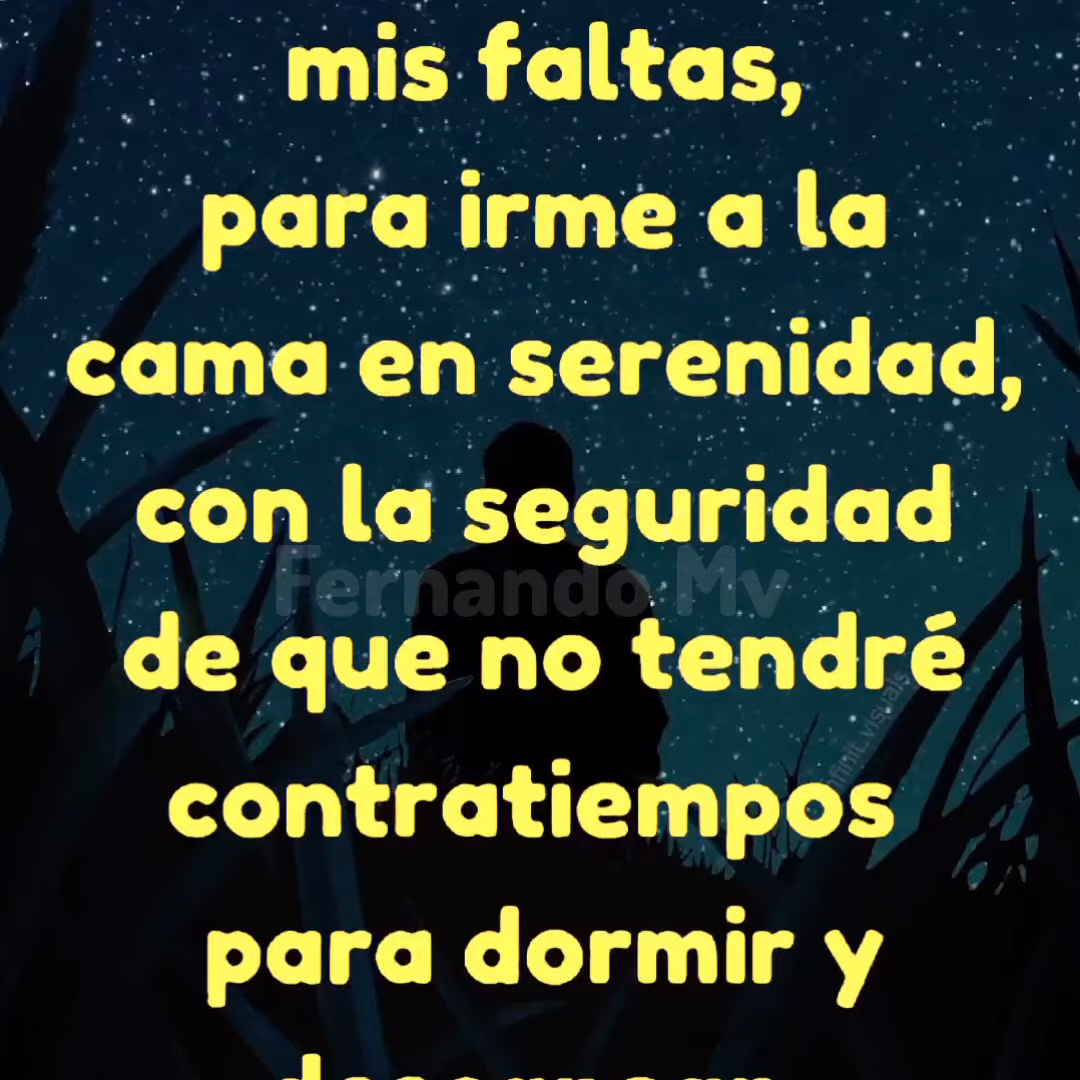 mis faltas,
para irme a la
cama en serenidad,
con la seguridad
Fernando Mv
de que no tendré
contratiempos
para dormir y